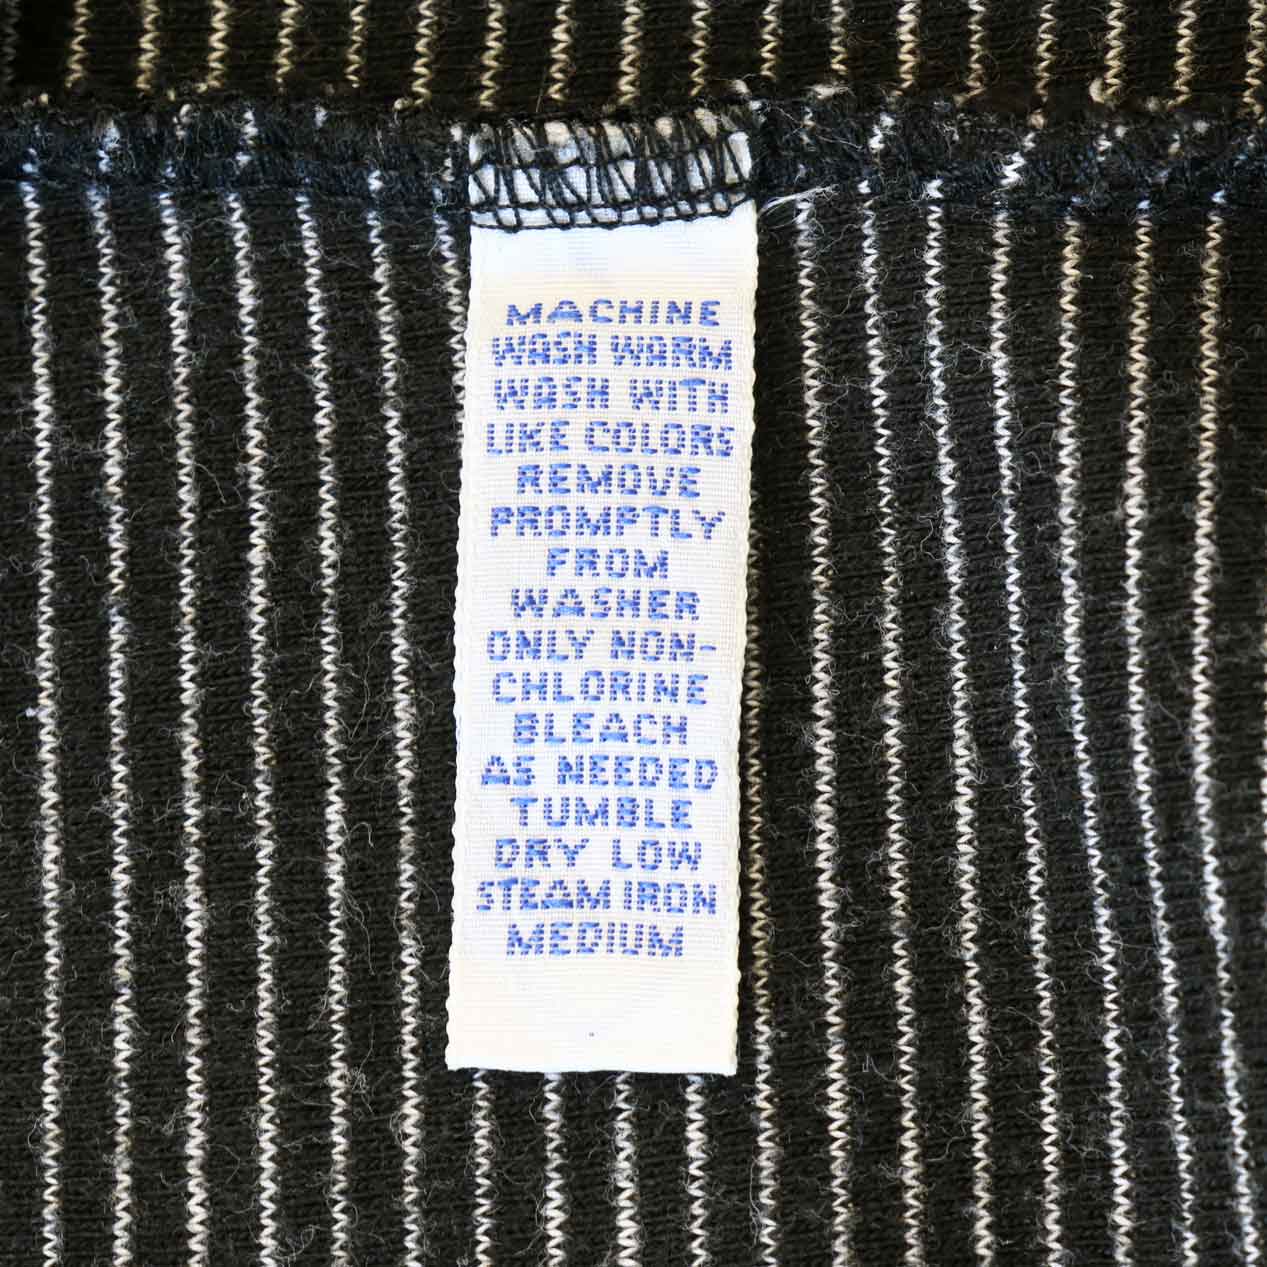 MACHINE
WASH WARM
WASH WITH
LIKE COLORS
REMOVE
PROMPTLY
FROM
WASHER
ONLY NON-
CHLORINE
BLEACH
AS NEEDED
TUMBLE
DRY LOW
STEAM IRON
MEDIUM